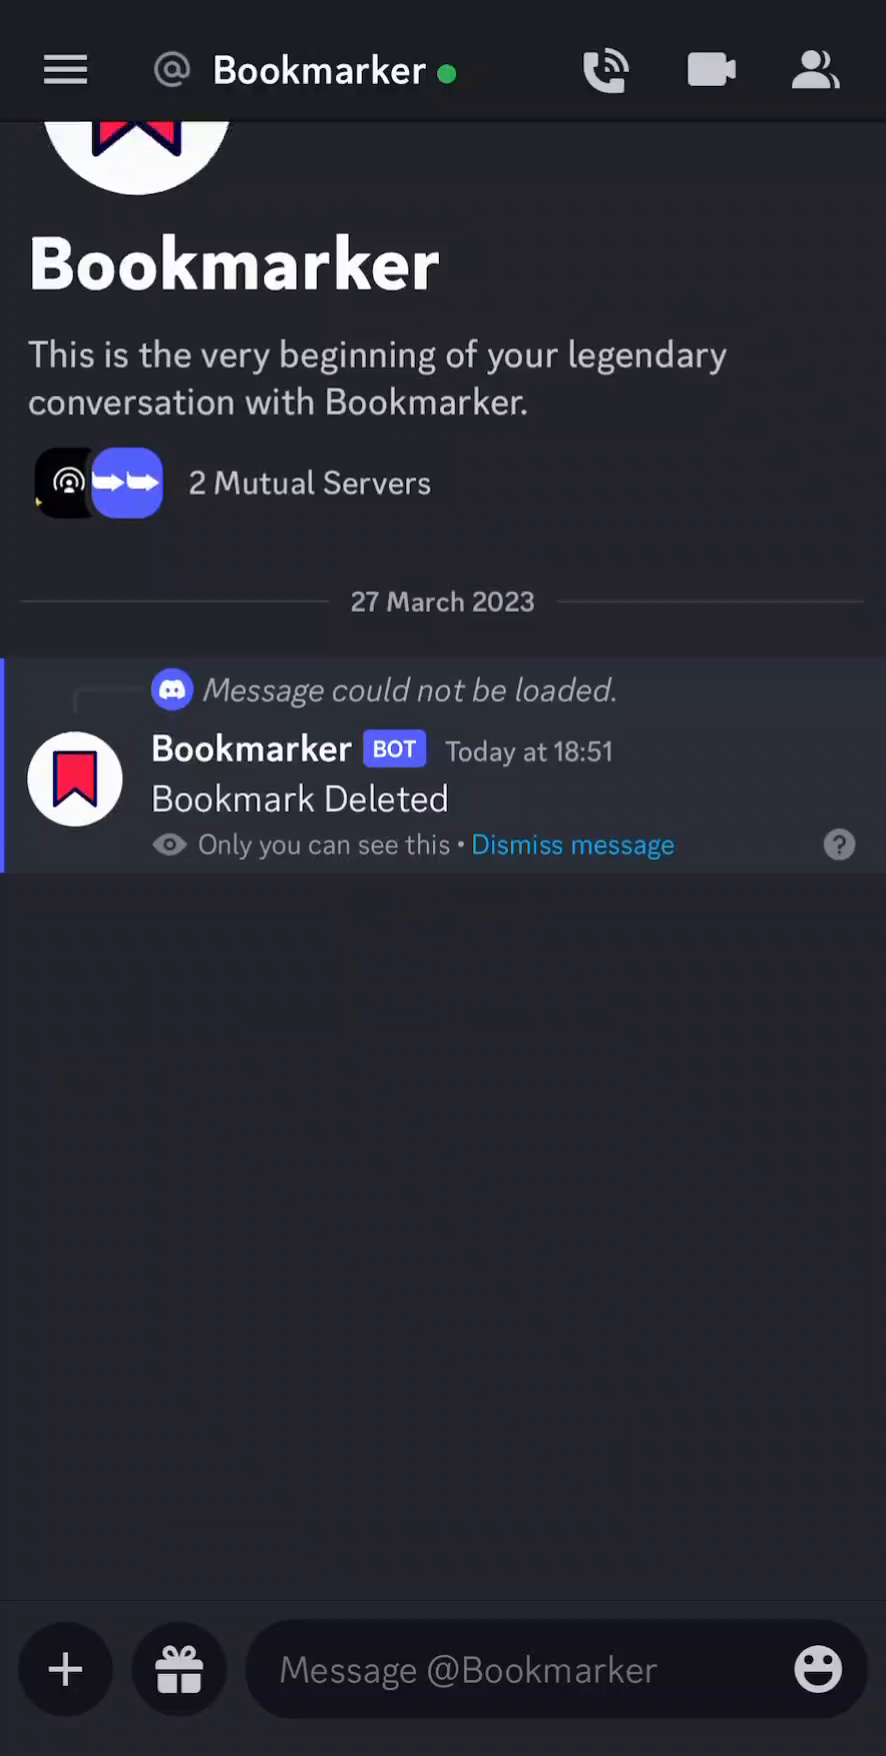 @ Bookmarker
Bookmarker
This is the very beginning of your legendary
conversation with Bookmarker.
2 Mutual Servers
27 March 2023
Message could not be loaded.
Bookmarker BOT Today at 18:51
Bookmark Deleted
Only you can see this • Dismiss message ?
Message @Bookmarker